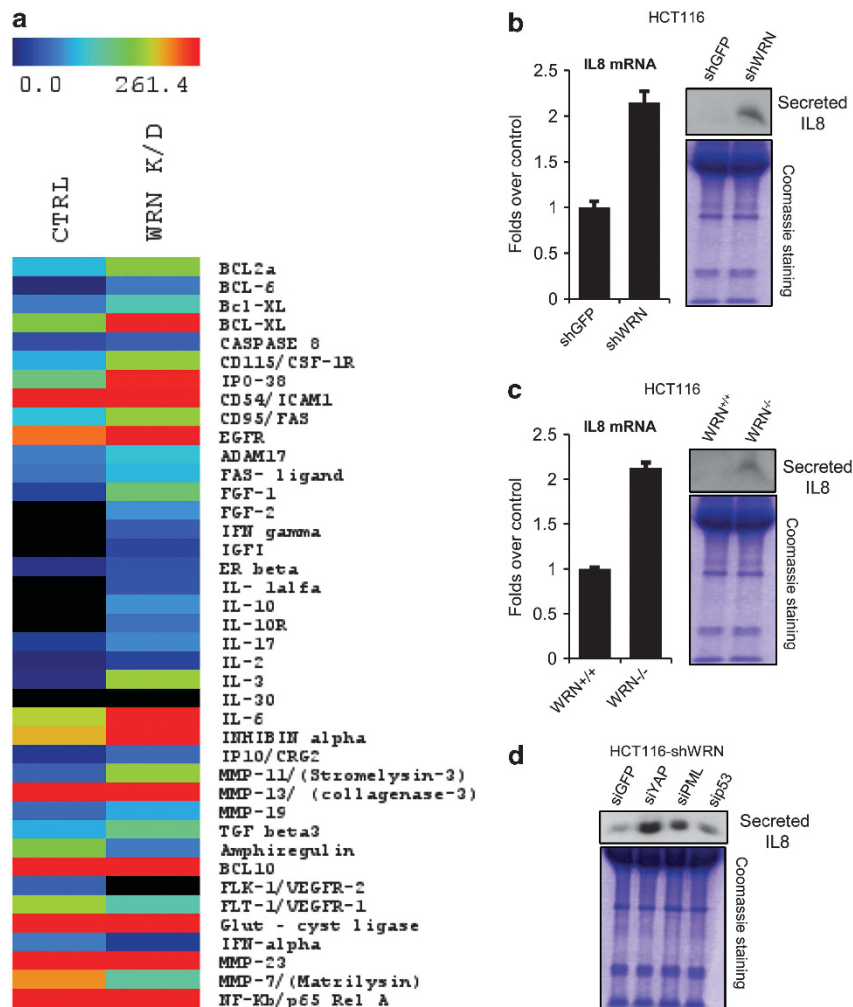 a
0.0 261.4
CTRL
WRN K/D
BCL2a
BCL-6
Bcl-XL
BCL-XL
CASPASE 8
CD115/CSF-1R
IPO-38
CD54/ICAM1
CD95/FAS
EGFR
ADAM17
FAS- ligand
FGF-1
FGF-2
IFN gamma
IGFI
ER beta
IL- 1alfa
IL-10
IL-10R
IL-17
IL-2
IL-3
IL-30
IL-6
INHIBIN alpha
IP10/CRG2
MMP-11/(Stromelysin-3)
MMP-13/ (collagenase-3)
MMP-19
TGF beta3
Amphiregulin
BCL10
FLK-1/VEGFR-2
FLT-1/VEGFR-1
Glut - cyst ligase
IFN-alpha
MMP-23
MMP-7/(Matrilysin)
NF-Kb/p65 Rel A
b
HCT116
IL8 mRNA
Folds over control
2.5
2
1.5
1
0.5
0
shGFP
shWRN
shGFP
shWRN
Secreted
IL8
Coomassie staining
c
HCT116
IL8 mRNA
Folds over control
2.5
2
1.5
1
0.5
0
WRN+/+
WRN-/-
WRN+/+
WRN-/-
Secreted
IL8
Coomassie staining
d
HCT116-shWRN
siGFP
siYAP
siPML
sip53
Secreted
IL8
Coomassie staining